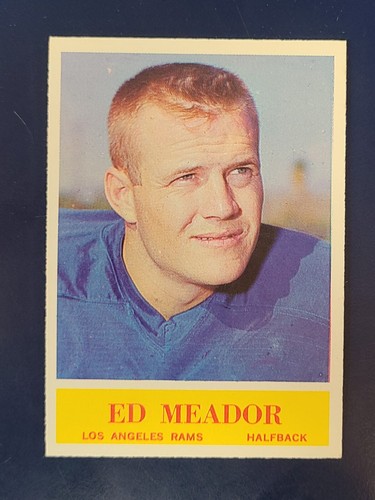 ED MEADOR
LOS ANGELES RAMS HALFBACK